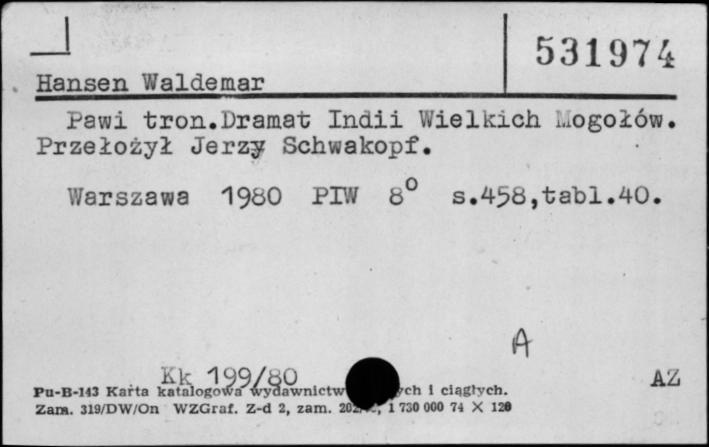 531974
Hansen Waldemar
Pawi tron.Dramat Indii Wielkich Mogołów.
Przełożył Jerzy Schwakopf.
Warszawa 1980 PIW 8° s.458,tabl.40.
A
Kk 199/80
AZ
Pu-B-143 Karta katalogowa wydawnictw ych i ciągłych.
Zam. 319/DW/On WZGraf. Z-d 2, zam. 1 730 000 74 X 120